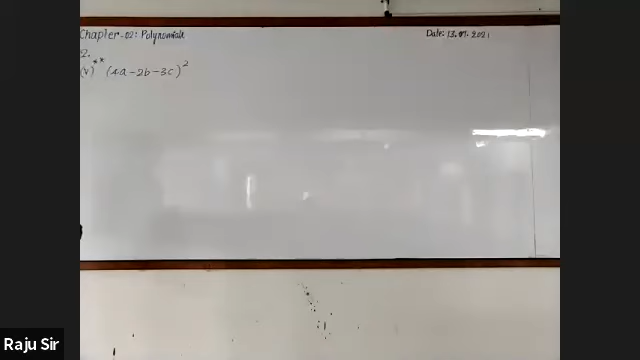 Chapter-02: Polynomials
Date: 13.07.2021
2.
(v)** (4a-2b-3c)²
Raju Sir